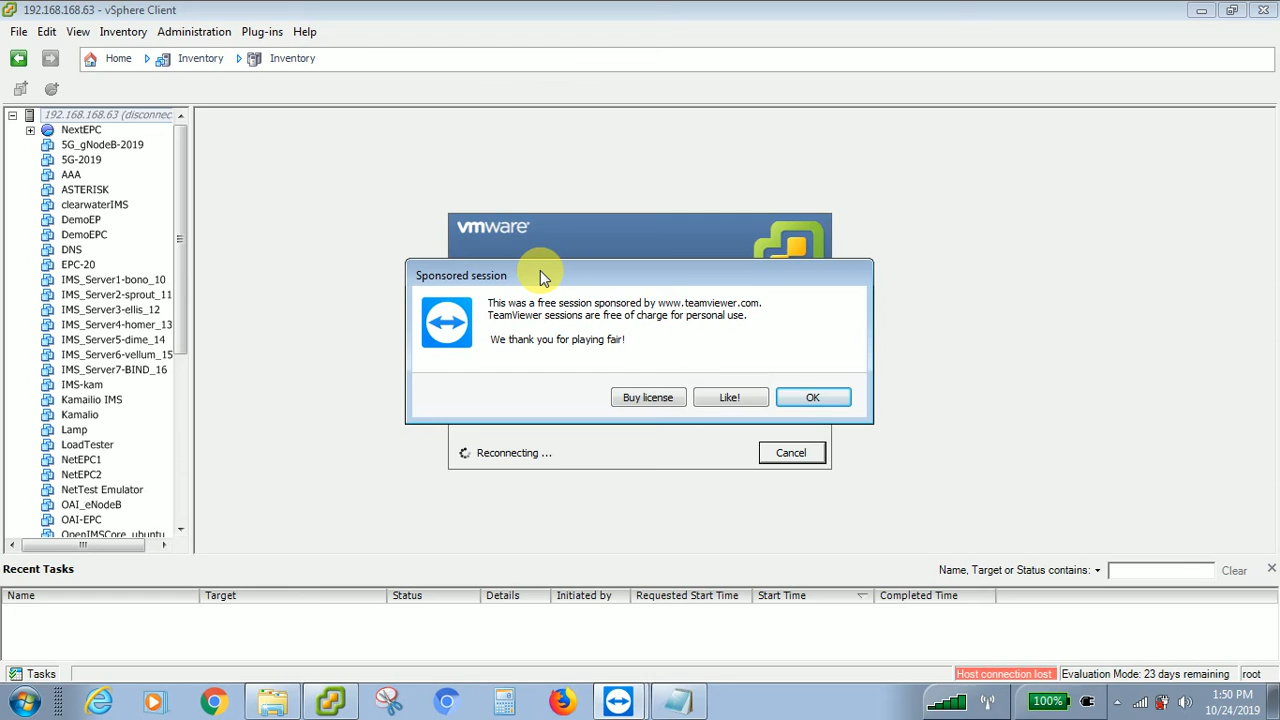 192.168.168.63 - vSphere Client
File Edit View Inventory Administration Plug-ins Help
Home Inventory Inventory
192.168.168.63 (disconnec
NextEPC
5G_gNodeB-2019
5G-2019
AAA
ASTERISK
clearwaterIMS
DemoEP
DemoEPC
DNS
EPC-20
IMS_Server1-bono_10
IMS_Server2-sprout_11
IMS_Server3-ellis_12
IMS_Server4-homer_13
IMS_Server5-dime_14
IMS_Server6-vellum_15
IMS_Server7-BIND_16
IMS-kam
Kamailio IMS
Kamalio
Lamp
LoadTester
NetEPC1
NetEPC2
NetTest Emulator
OAI_eNodeB
OAI-EPC
OpenIMSCore_ubuntu
vmware
Sponsored session
This was a free session sponsored by www.teamviewer.com.
TeamViewer sessions are free of charge for personal use.
We thank you for playing fair!
Buy license Like! OK
Reconnecting ... Cancel
Recent Tasks Name, Target or Status contains: Clear
Name Target Status Details Initiated by Requested Start Time Start Time Completed Time
Tasks Host connection lost Evaluation Mode: 23 days remaining root
100% 1:50 PM
10/24/2019